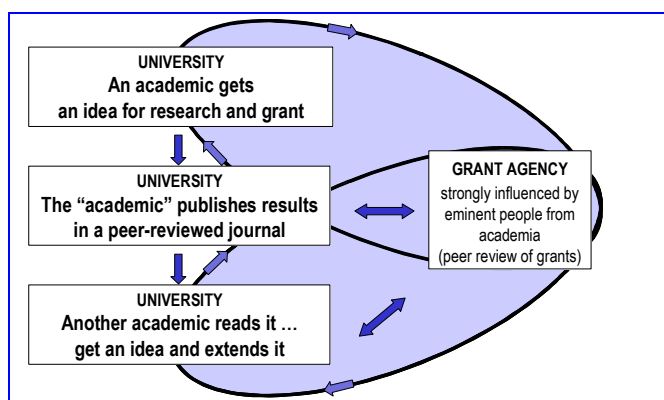 UNIVERSITY
An academic gets
an idea for research and grant
UNIVERSITY
The “academic” publishes results
in a peer-reviewed journal
UNIVERSITY
Another academic reads it …
get an idea and extends it
GRANT AGENCY
strongly influenced by
eminent people from
academia
(peer review of grants)